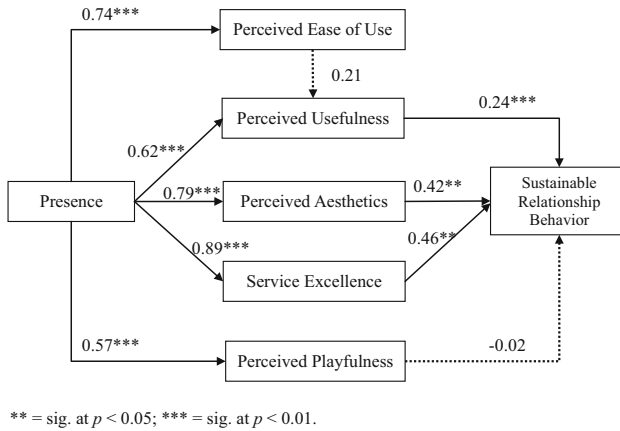 0.74***
Perceived Ease of Use
0.21
Perceived Usefulness
0.24***
0.62***
Presence
0.79***
Perceived Aesthetics
0.42**
Sustainable
Relationship
Behavior
0.89***
0.46**
Service Excellence
0.57***
Perceived Playfulness
-0.02
** = sig. at p < 0.05; *** = sig. at p < 0.01.